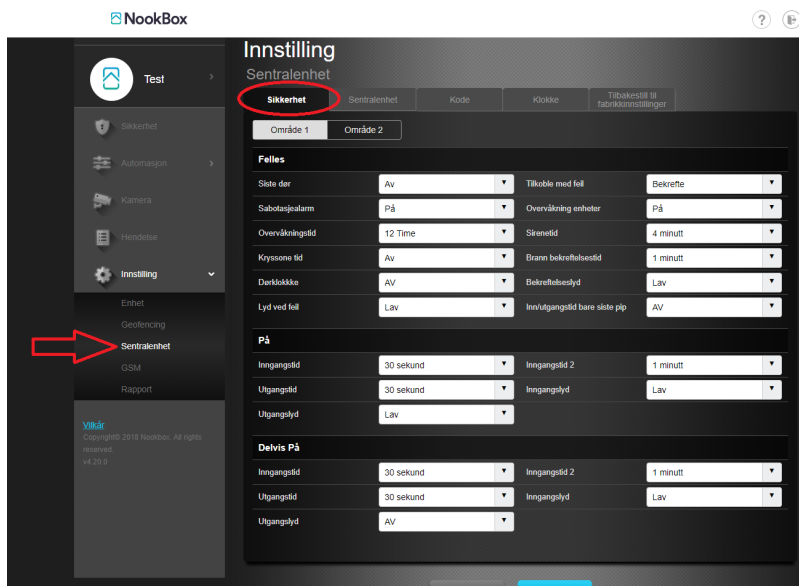 NookBox
?
Innstilling
Sentralenhet
Test
Sikkerhet
Automasjon
Kamera
Hendelse
Innstilling
Enhet
Geofencing
Sentralenhet
GSM
Rapport
Vilkår
Copyright© 2018 Nookbox. All rights
reserved.
v4.20.0
Sikkerhet Sentralenhet Kode Klokke Tilbakestill til
fabrikkinnstillinger
Område 1 Område 2
Felles
Siste dør Av Tilkoble med feil Bekrefte
Sabotasjealarm På Overvåkning enheter På
Overvåkningstid 12 Time Sirenetid 4 minutt
Kryssone tid Av Brann bekreftelsestid 1 minutt
Dørklokkke AV Bekreftelseslyd Lav
Lyd ved feil Lav Inn/utgangstid bare siste pip AV
På
Inngangstid 30 sekund Inngangstid 2 1 minutt
Utgangstid 30 sekund Inngangslyd Lav
Utgangslyd Lav
Delvis På
Inngangstid 30 sekund Inngangstid 2 1 minutt
Utgangstid 30 sekund Inngangslyd Lav
Utgangslyd AV